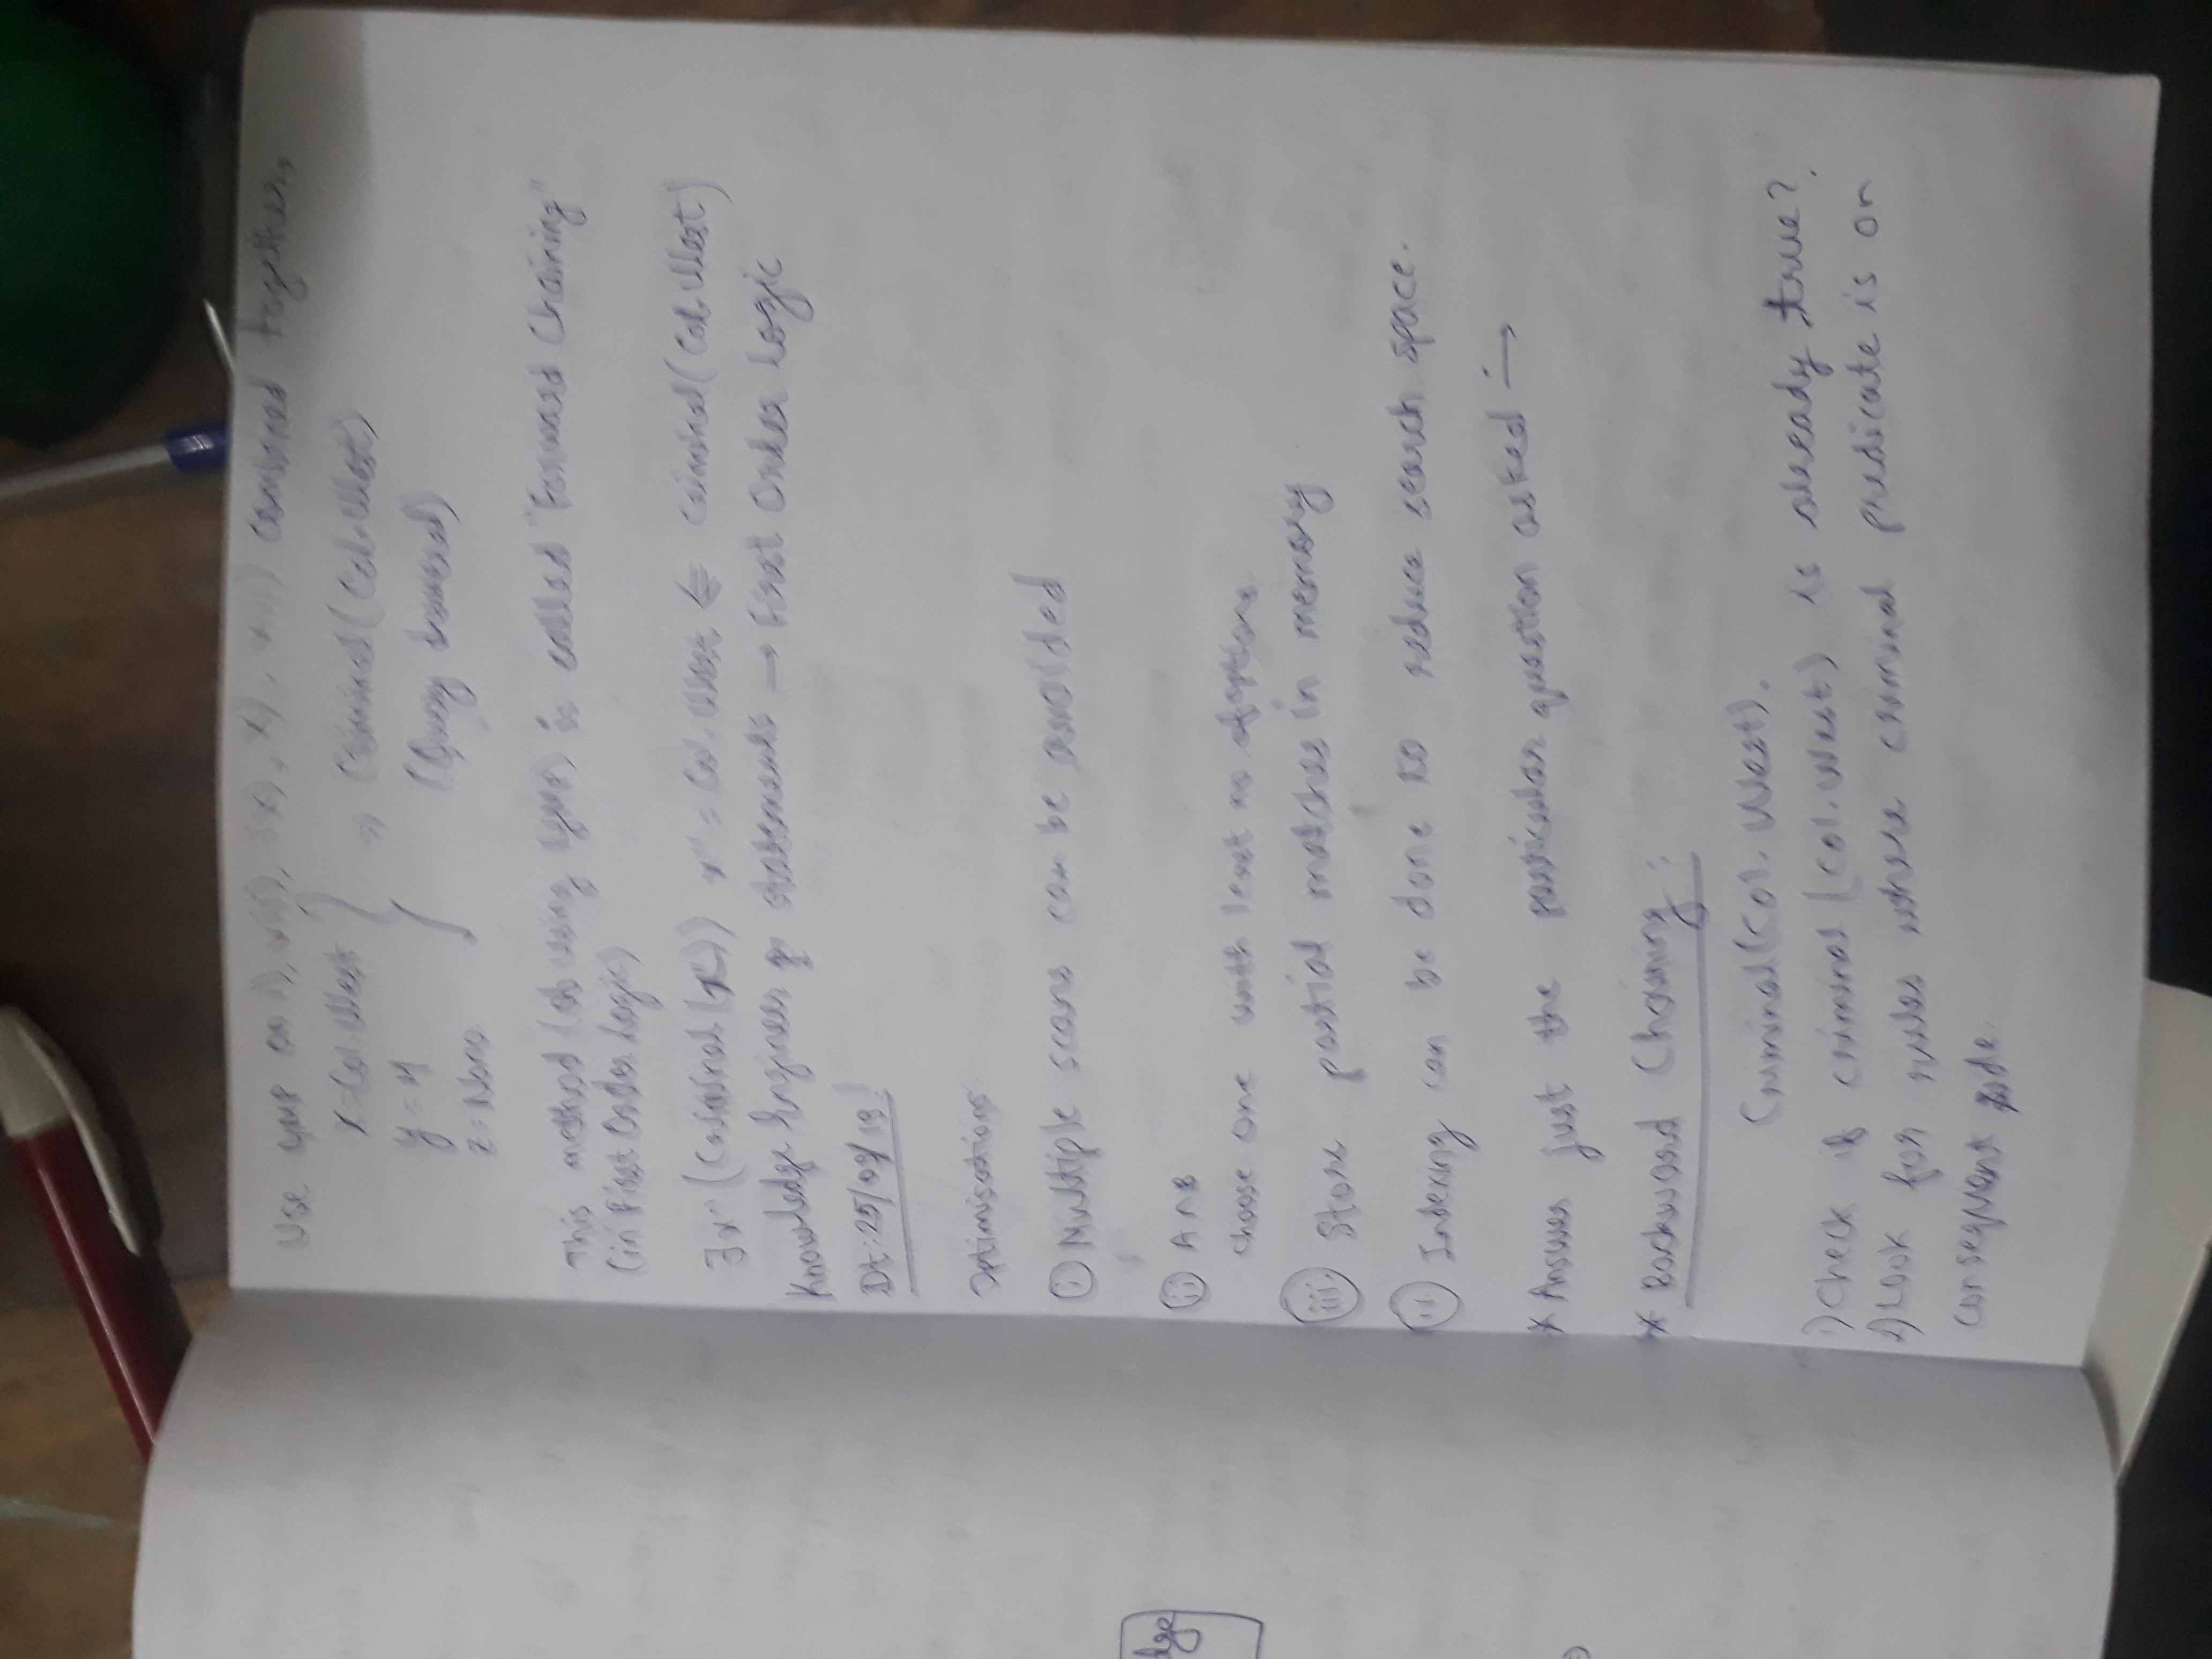 dge
Use GMP on i), vii), ix), x), xiii) combined together,
x = Col. West
y = M
z = Nono
} ⇒ Criminal(Col. West)
(Query answered)
This method (of using GMP) is called "Forward Chaining"
(in First Order Logic)
∃x" (Criminal(x")) x" = Col. West ⇐ criminal(Col. West)
Knowledge Engineer → statements → First Order Logic
Dt: 25/09/19
Optimisations
(i) Multiple scans can be avoided
(ii) A ∧ B
choose one with least no. of options
(iii) Store partial matches in memory
Indexing can be done to reduce search space.
* Answer just the particular question asked : →
** Backward Chaining :
Criminal(Col. West).
1) Check if criminal (Col. West) is already true?
2) Look for rules where criminal predicate is on
consequent side.